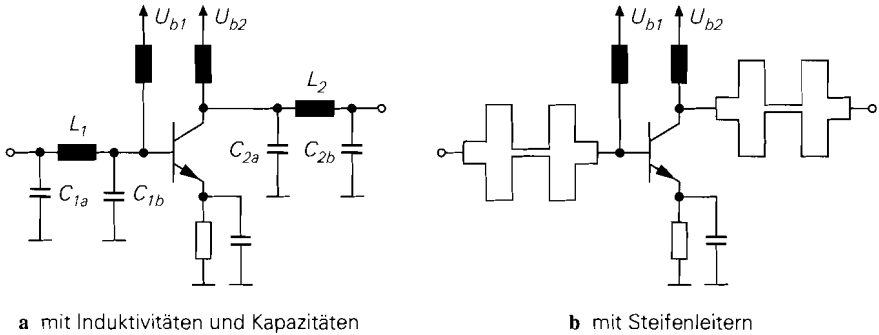 U_b1 U_b2
L_1
L_2
C_1a C_1b
C_2a C_2b
a mit Induktivitäten und Kapazitäten
U_b1 U_b2
b mit Steifenleitern